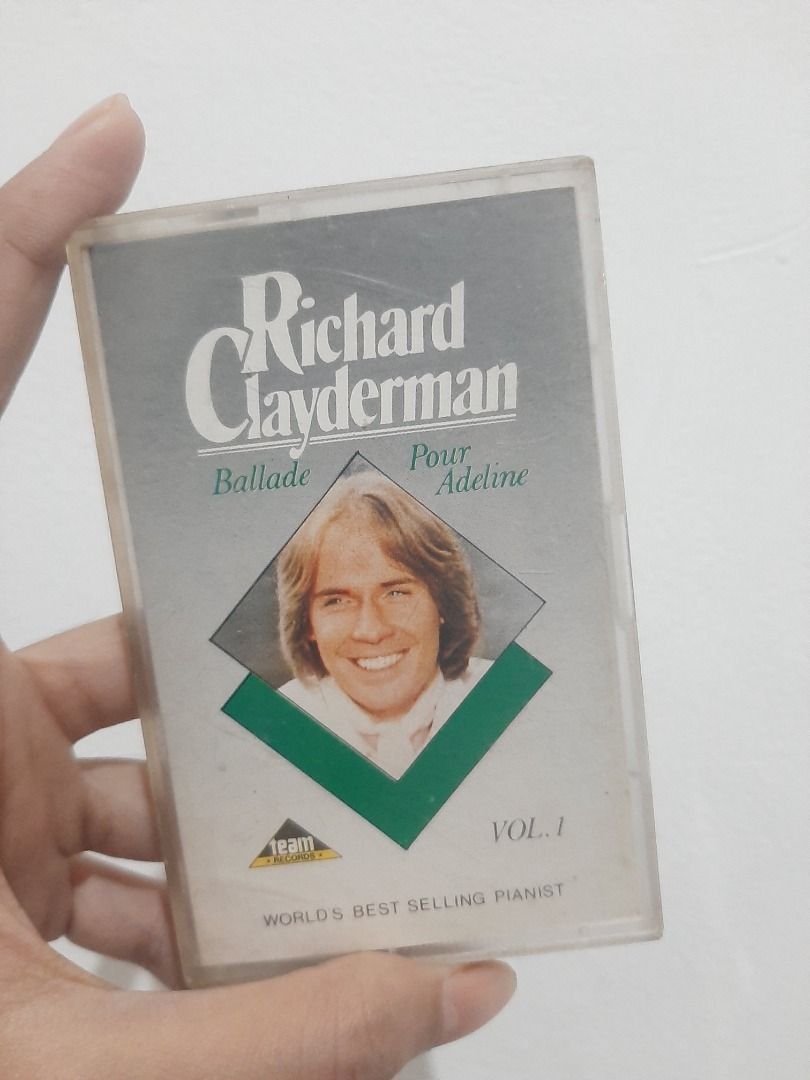 Richard
Clayderman
Ballade Pour
Adeline
team
RECORDS
VOL. 1
WORLD'S BEST SELLING PIANIST